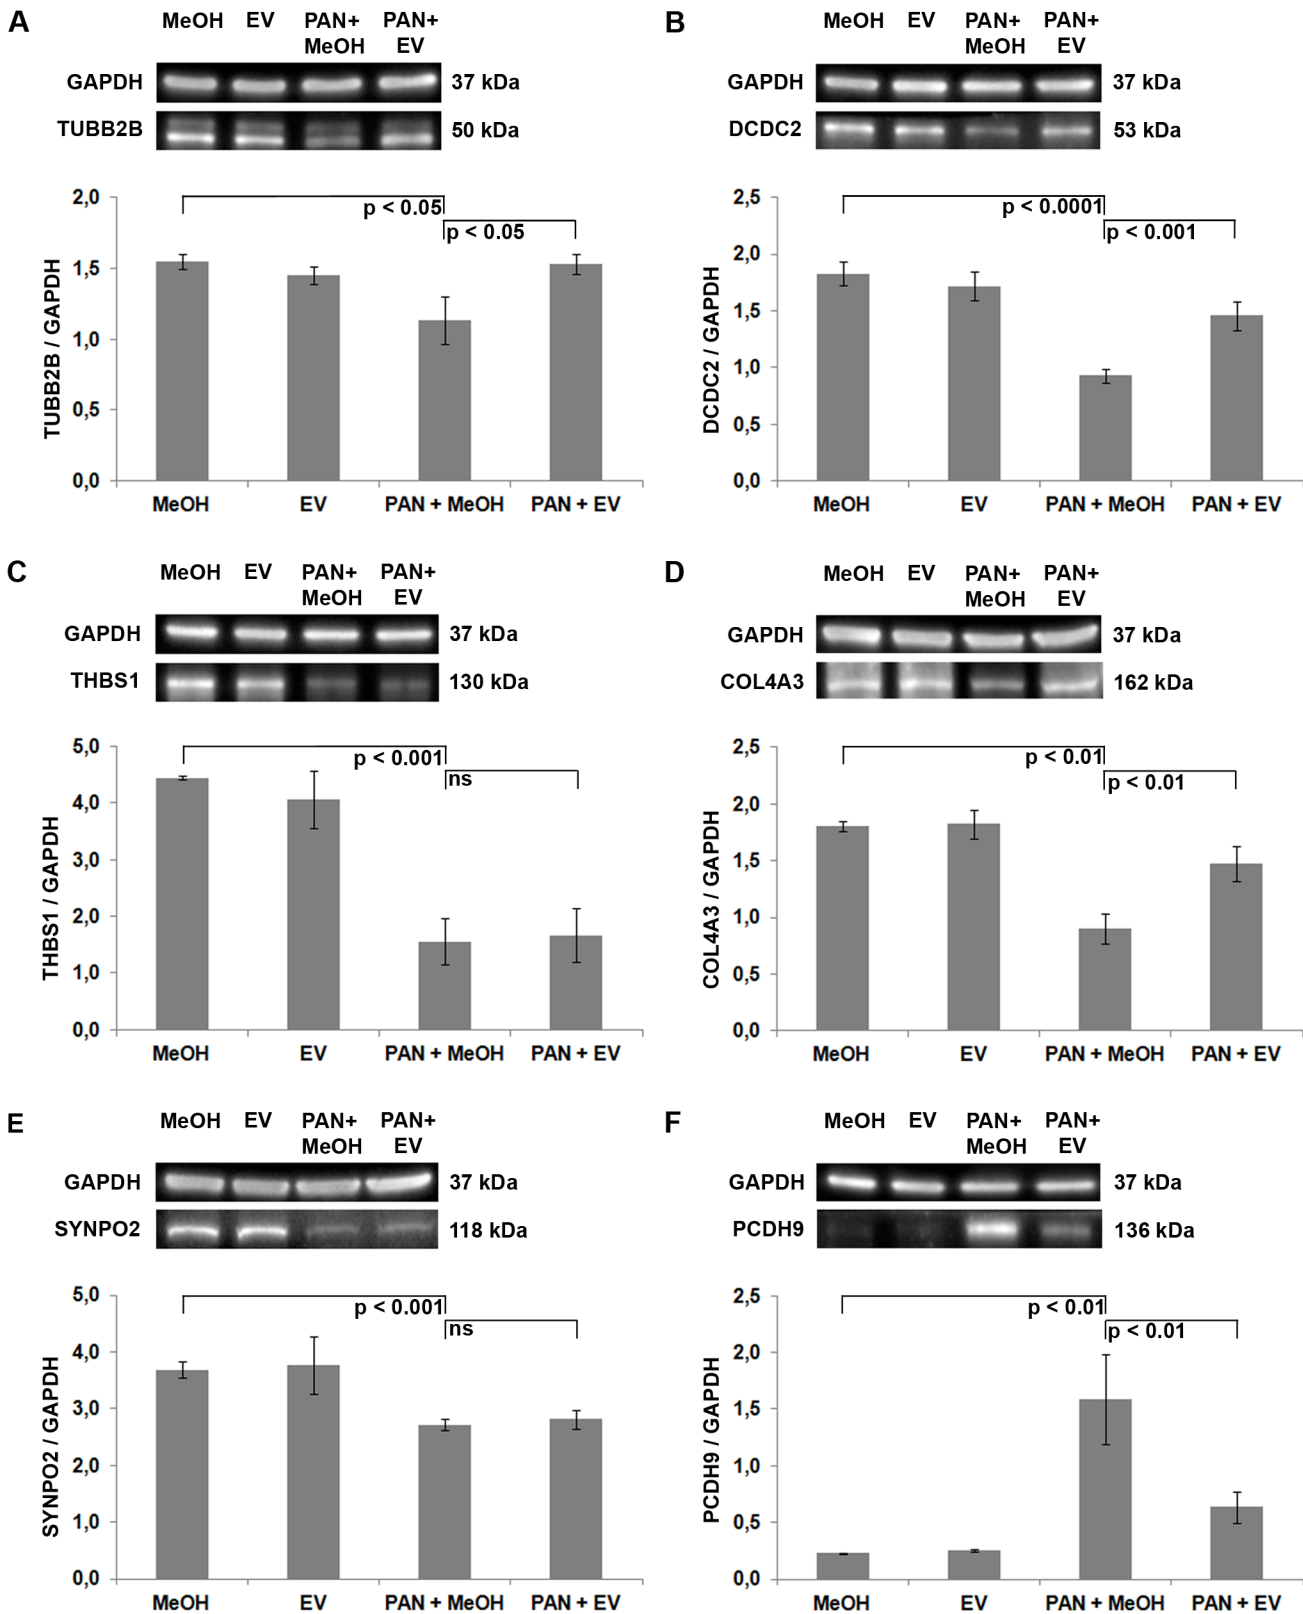 A
MeOH EV PAN+ MeOH PAN+ EV
GAPDH 37 kDa
TUBB2B 50 kDa
TUBB2B / GAPDH
2,0
1,5
1,0
0,5
0,0
p < 0.05
p < 0.05
MeOH EV PAN + MeOH PAN + EV
B
MeOH EV PAN+ MeOH PAN+ EV
GAPDH 37 kDa
DCDC2 53 kDa
DCDC2 / GAPDH
2,5
2,0
1,5
1,0
0,5
0,0
p < 0.0001
p < 0.001
MeOH EV PAN + MeOH PAN + EV
C
MeOH EV PAN+ MeOH PAN+ EV
GAPDH 37 kDa
THBS1 130 kDa
THBS1 / GAPDH
5,0
4,0
3,0
2,0
1,0
0,0
p < 0.001
ns
MeOH EV PAN + MeOH PAN + EV
D
MeOH EV PAN+ MeOH PAN+ EV
GAPDH 37 kDa
COL4A3 162 kDa
COL4A3 / GAPDH
2,5
2,0
1,5
1,0
0,5
0,0
p < 0.01
p < 0.01
MeOH EV PAN + MeOH PAN + EV
E
MeOH EV PAN+ MeOH PAN+ EV
GAPDH 37 kDa
SYNPO2 118 kDa
SYNPO2 / GAPDH
5,0
4,0
3,0
2,0
1,0
0,0
p < 0.001
ns
MeOH EV PAN + MeOH PAN + EV
F
MeOH EV PAN+ MeOH PAN+ EV
GAPDH 37 kDa
PCDH9 136 kDa
PCDH9 / GAPDH
2,5
2,0
1,5
1,0
0,5
0,0
p < 0.01
p < 0.01
MeOH EV PAN + MeOH PAN + EV